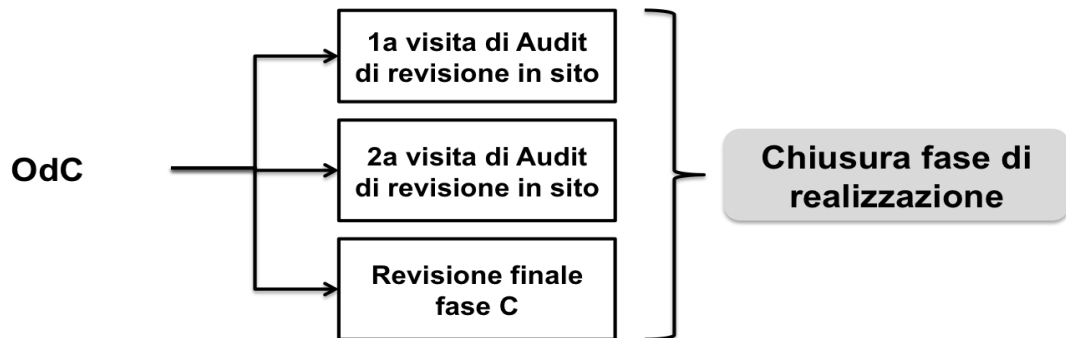 1a visita di Audit
di revisione in sito
OdC
2a visita di Audit
di revisione in sito
Chiusura fase di
realizzazione
Revisione finale
fase C